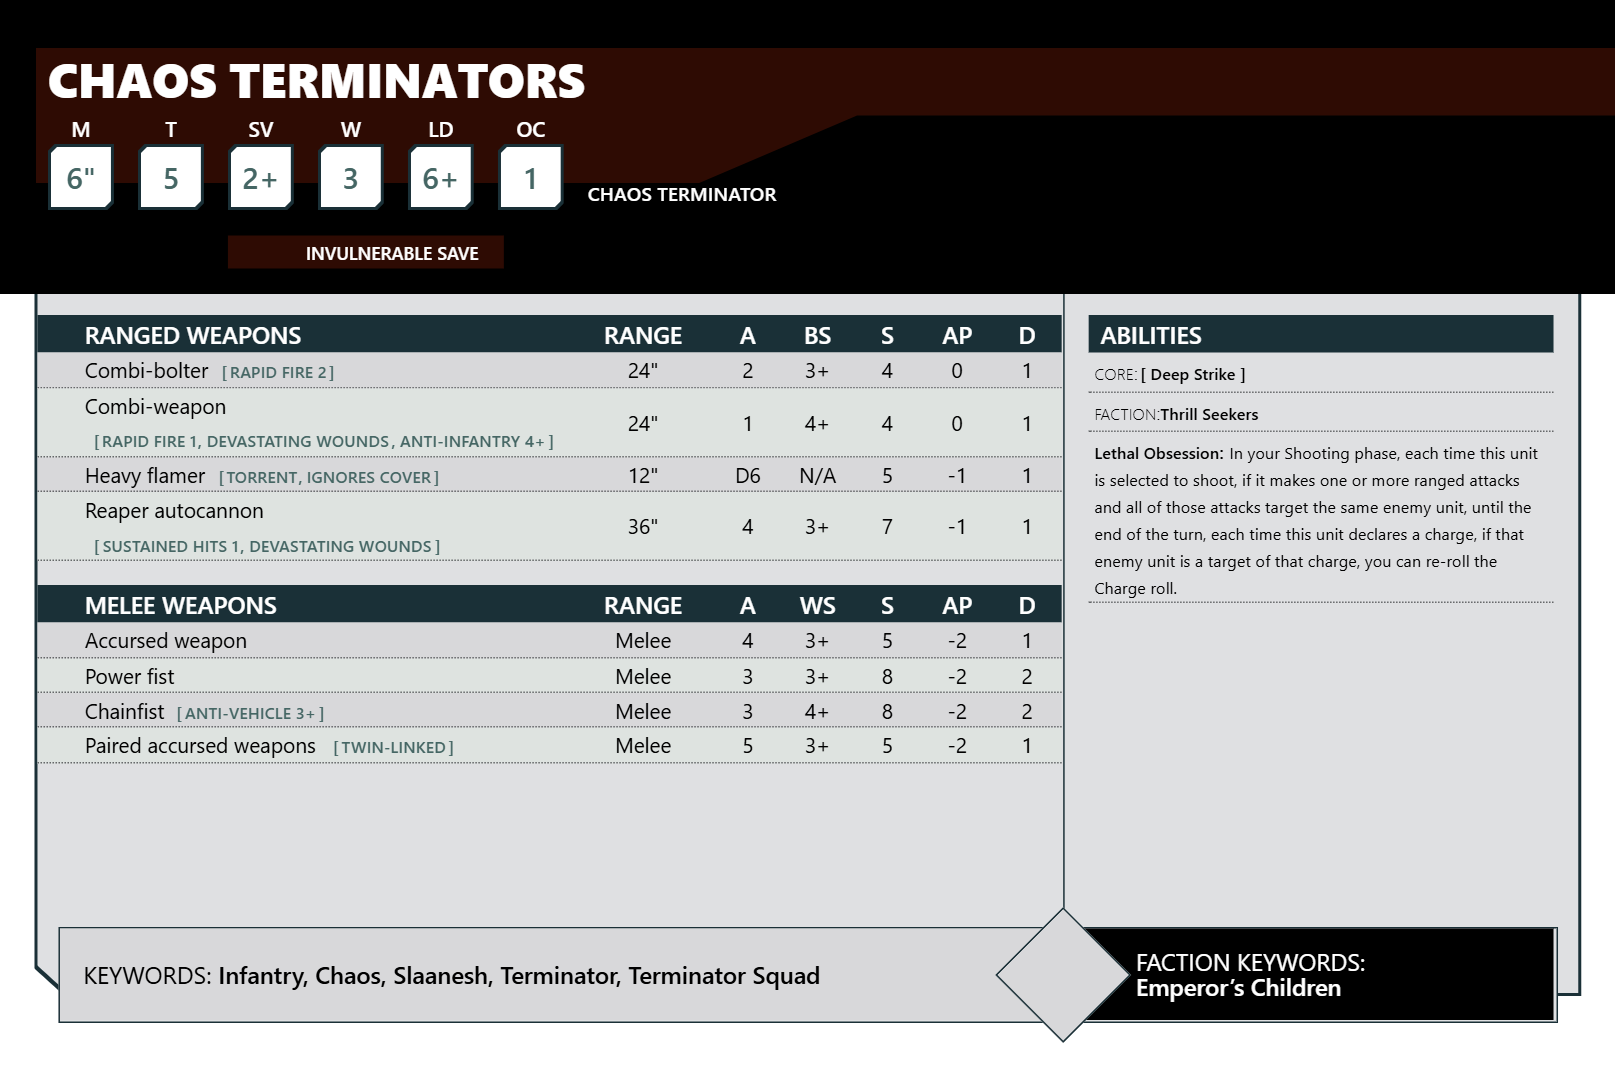 CHAOS TERMINATORS
M T SV W LD OC
6" 5 2+ 3 6+ 1
CHAOS TERMINATOR
INVULNERABLE SAVE
RANGED WEAPONS RANGE A BS S AP D
Combi-bolter [RAPID FIRE 2] 24" 2 3+ 4 0 1
Combi-weapon
[RAPID FIRE 1, DEVASTATING WOUNDS, ANTI-INFANTRY 4+] 24" 1 4+ 4 0 1
Heavy flamer [TORRENT, IGNORES COVER] 12" D6 N/A 5 -1 1
Reaper autocannon
[SUSTAINED HITS 1, DEVASTATING WOUNDS] 36" 4 3+ 7 -1 1
MELEE WEAPONS RANGE A WS S AP D
Accursed weapon Melee 4 3+ 5 -2 1
Power fist Melee 3 3+ 8 -2 2
Chainfist [ANTI-VEHICLE 3+] Melee 3 4+ 8 -2 2
Paired accursed weapons [TWIN-LINKED] Melee 5 3+ 5 -2 1
ABILITIES
CORE: [ Deep Strike ]
FACTION:Thrill Seekers
Lethal Obsession: In your Shooting phase, each time this unit
is selected to shoot, if it makes one or more ranged attacks
and all of those attacks target the same enemy unit, until the
end of the turn, each time this unit declares a charge, if that
enemy unit is a target of that charge, you can re-roll the
Charge roll.
KEYWORDS: Infantry, Chaos, Slaanesh, Terminator, Terminator Squad
FACTION KEYWORDS:
Emperor’s Children